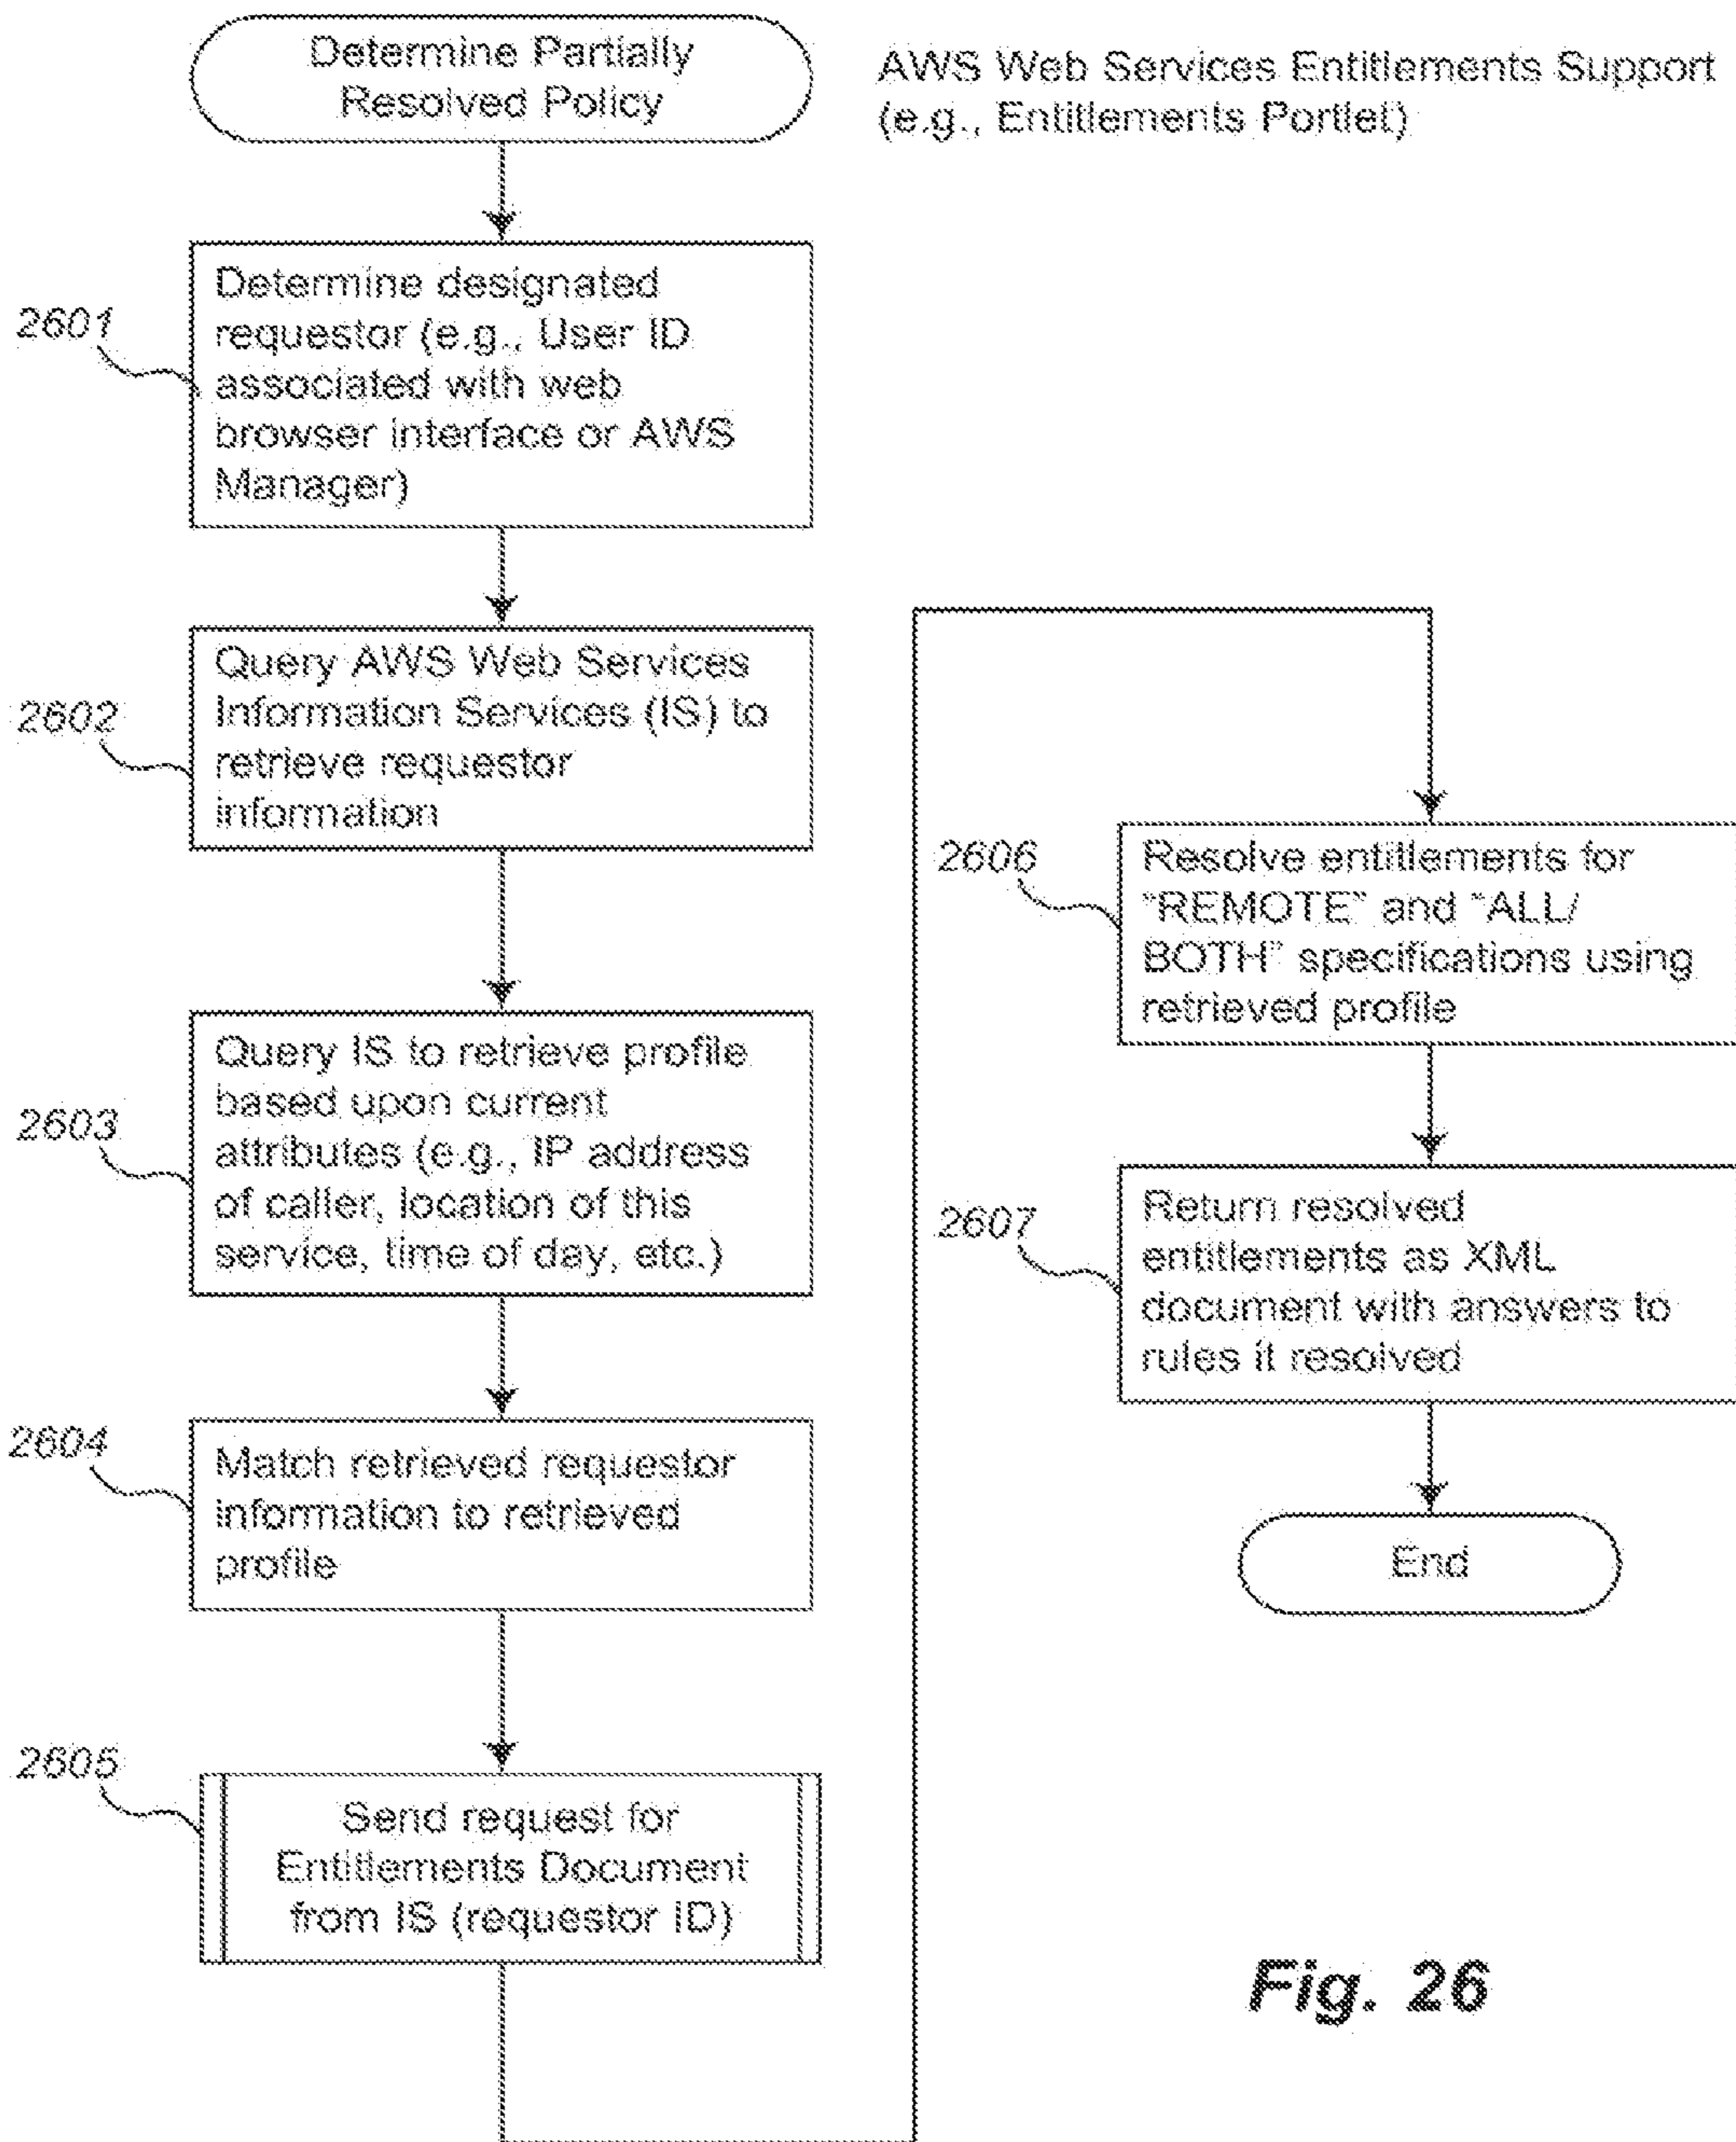 Determine Partially
Resolved Policy
AWS Web Services Entitlements Support
(e.g., Entitlements Portlet)
2601
Determine designated
requestor (e.g., User ID
associated with web
browser interface or AWS
Manager)
2602
Query AWS Web Services
Information Services (IS) to
retrieve requestor
information
2603
Query IS to retrieve profile
based upon current
attributes (e.g., IP address
of caller, location of this
service, time of day, etc.)
2604
Match retrieved requestor
information to retrieved
profile
2605
Send request for
Entitlements Document
from IS (requestor ID)
2606
Resolve entitlements for
"REMOTE" and "ALL/
BOTH" specifications using
retrieved profile
2607
Return resolved
entitlements as XML
document with answers to
rules it resolved
End
Fig. 26